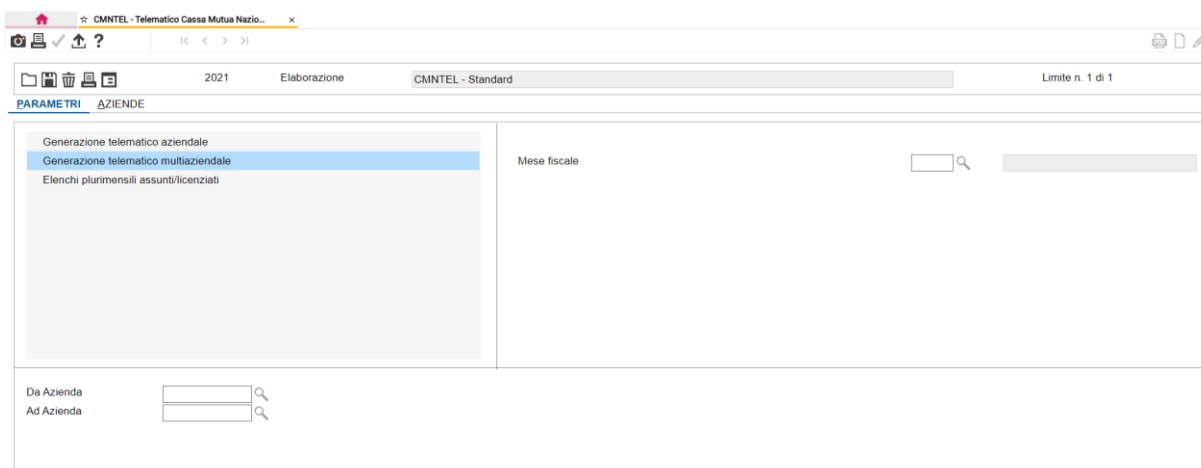 CMNTEL - Telematico Cassa Mutua Nazio...
2021 Elaborazione CMNTEL - Standard Limite n. 1 di 1
PARAMETRI AZIENDE
Generazione telematico aziendale
Generazione telematico multiaziendale Mese fiscale
Elenchi plurimensili assunti/licenziati
Da Azienda
Ad Azienda